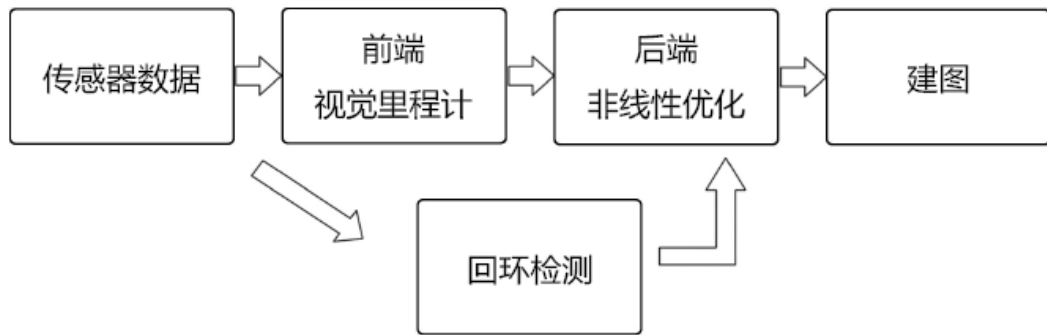 传感器数据
前端
视觉里程计
后端
非线性优化
建图
回环检测